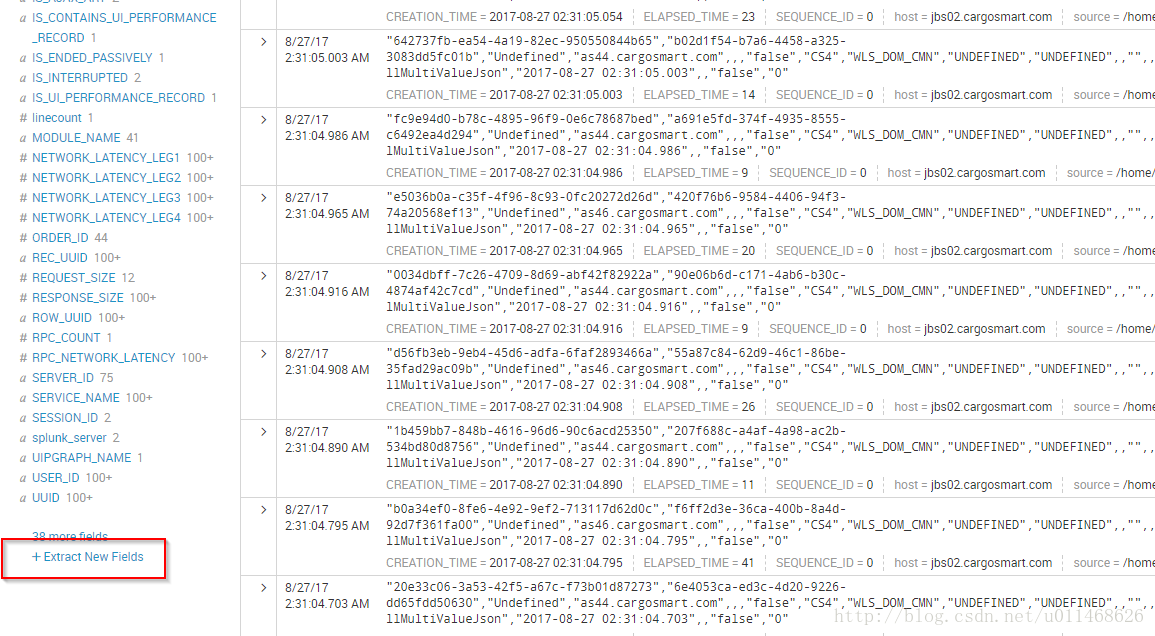 a IS_CONTAINS_UI_PERFORMANCE
_RECORD 1
a IS_ENDED_PASSIVELY 1
a IS_INTERRUPTED 2
a IS_UI_PERFORMANCE_RECORD 1
# linecount 1
a MODULE_NAME 41
# NETWORK_LATENCY_LEG1 100+
# NETWORK_LATENCY_LEG2 100+
# NETWORK_LATENCY_LEG3 100+
# NETWORK_LATENCY_LEG4 100+
# ORDER_ID 44
a REC_UUID 100+
# REQUEST_SIZE 12
# RESPONSE_SIZE 100+
a ROW_UUID 100+
# RPC_COUNT 1
# RPC_NETWORK_LATENCY 100+
a SERVER_ID 75
a SERVICE_NAME 100+
a SESSION_ID 2
a splunk_server 2
a UIPGRAPH_NAME 1
a USER_ID 100+
a UUID 100+
38 more fields
+ Extract New Fields
CREATION_TIME = 2017-08-27 02:31:05.054 ELAPSED_TIME = 23 SEQUENCE_ID = 0 host = jbs02.cargosmart.com source = /home
> 8/27/17 "642737fb-ea54-4a19-82ec-950550844b65","b02d1f54-b7a6-4458-a325-
2:31:05.003 AM 3083dd5fc01b","Undefined","as44.cargosmart.com",,,"false","CS4","WLS_DOM_CMN","UNDEFINED","UNDEFINED",,"",
llMultiValueJson","2017-08-27 02:31:05.003",,"false","0"
CREATION_TIME = 2017-08-27 02:31:05.003 ELAPSED_TIME = 14 SEQUENCE_ID = 0 host = jbs02.cargosmart.com source = /home
> 8/27/17 "fc9e94d0-b78c-4895-96f9-0e6c78687bed","a691e5fd-374f-4935-8555-
2:31:04.986 AM c6492ea4d294","Undefined","as44.cargosmart.com",,,"false","CS4","WLS_DOM_CMN","UNDEFINED","UNDEFINED",,"",
lMultiValueJson","2017-08-27 02:31:04.986",,"false","0"
CREATION_TIME = 2017-08-27 02:31:04.986 ELAPSED_TIME = 9 SEQUENCE_ID = 0 host = jbs02.cargosmart.com source = /home/
> 8/27/17 "e5036b0a-c35f-4f96-8c93-0fc20272d26d","420f76b6-9584-4406-94f3-
2:31:04.965 AM 74a20568ef13","Undefined","as46.cargosmart.com",,,"false","CS4","WLS_DOM_CMN","UNDEFINED","UNDEFINED",,"",
llMultiValueJson","2017-08-27 02:31:04.965",,"false","0"
CREATION_TIME = 2017-08-27 02:31:04.965 ELAPSED_TIME = 20 SEQUENCE_ID = 0 host = jbs02.cargosmart.com source = /home
> 8/27/17 "0034dbff-7c26-4709-8d69-abf42f82922a","90e06b6d-c171-4ab6-b30c-
2:31:04.916 AM 4874af42c7cd","Undefined","as46.cargosmart.com",,,"false","CS4","WLS_DOM_CMN","UNDEFINED","UNDEFINED",,"",
lMultiValueJson","2017-08-27 02:31:04.916",,"false","0"
CREATION_TIME = 2017-08-27 02:31:04.916 ELAPSED_TIME = 9 SEQUENCE_ID = 0 host = jbs02.cargosmart.com source = /home/
> 8/27/17 "d56fb3eb-9eb4-45d6-adfa-6faf2893466a","55a87c84-62d9-46c1-86be-
2:31:04.908 AM 35fad29ac09b","Undefined","as46.cargosmart.com",,,"false","CS4","WLS_DOM_CMN","UNDEFINED","UNDEFINED",,"",
llMultiValueJson","2017-08-27 02:31:04.908",,"false","0"
CREATION_TIME = 2017-08-27 02:31:04.908 ELAPSED_TIME = 26 SEQUENCE_ID = 0 host = jbs02.cargosmart.com source = /home
> 8/27/17 "1b459bb7-848b-4616-96d6-90c6acd25350","207f688c-a4af-4a98-ac2b-
2:31:04.890 AM 534bd80d8756","Undefined","as44.cargosmart.com",,,"false","CS4","WLS_DOM_CMN","UNDEFINED","UNDEFINED",,"",
llMultiValueJson","2017-08-27 02:31:04.890",,"false","0"
CREATION_TIME = 2017-08-27 02:31:04.890 ELAPSED_TIME = 11 SEQUENCE_ID = 0 host = jbs02.cargosmart.com source = /home
> 8/27/17 "b0a34ef0-8fe6-4e92-9ef2-713117d62d0c","f6ff2d3e-36ca-400b-8a4d-
2:31:04.795 AM 92d7f361fa00","Undefined","as46.cargosmart.com",,,"false","CS4","WLS_DOM_CMN","UNDEFINED","UNDEFINED",,"",
llMultiValueJson","2017-08-27 02:31:04.795",,"false","0"
CREATION_TIME = 2017-08-27 02:31:04.795 ELAPSED_TIME = 41 SEQUENCE_ID = 0 host = jbs02.cargosmart.com source = /home
> 8/27/17 "20e33c06-3a53-42f5-a67c-f73b01d87273","6e4053ca-ed3c-4d20-9226-
2:31:04.703 AM dd65fdd50630","Undefined","as44.cargosmart.com",,,"false","CS4","WLS_DOM_CMN","UNDEFINED","UNDEFINED",,"",
llMultiValueJson","2017-08-27 02:31:04.703",,"false","0"
http://blog.csdn.net/u011468626